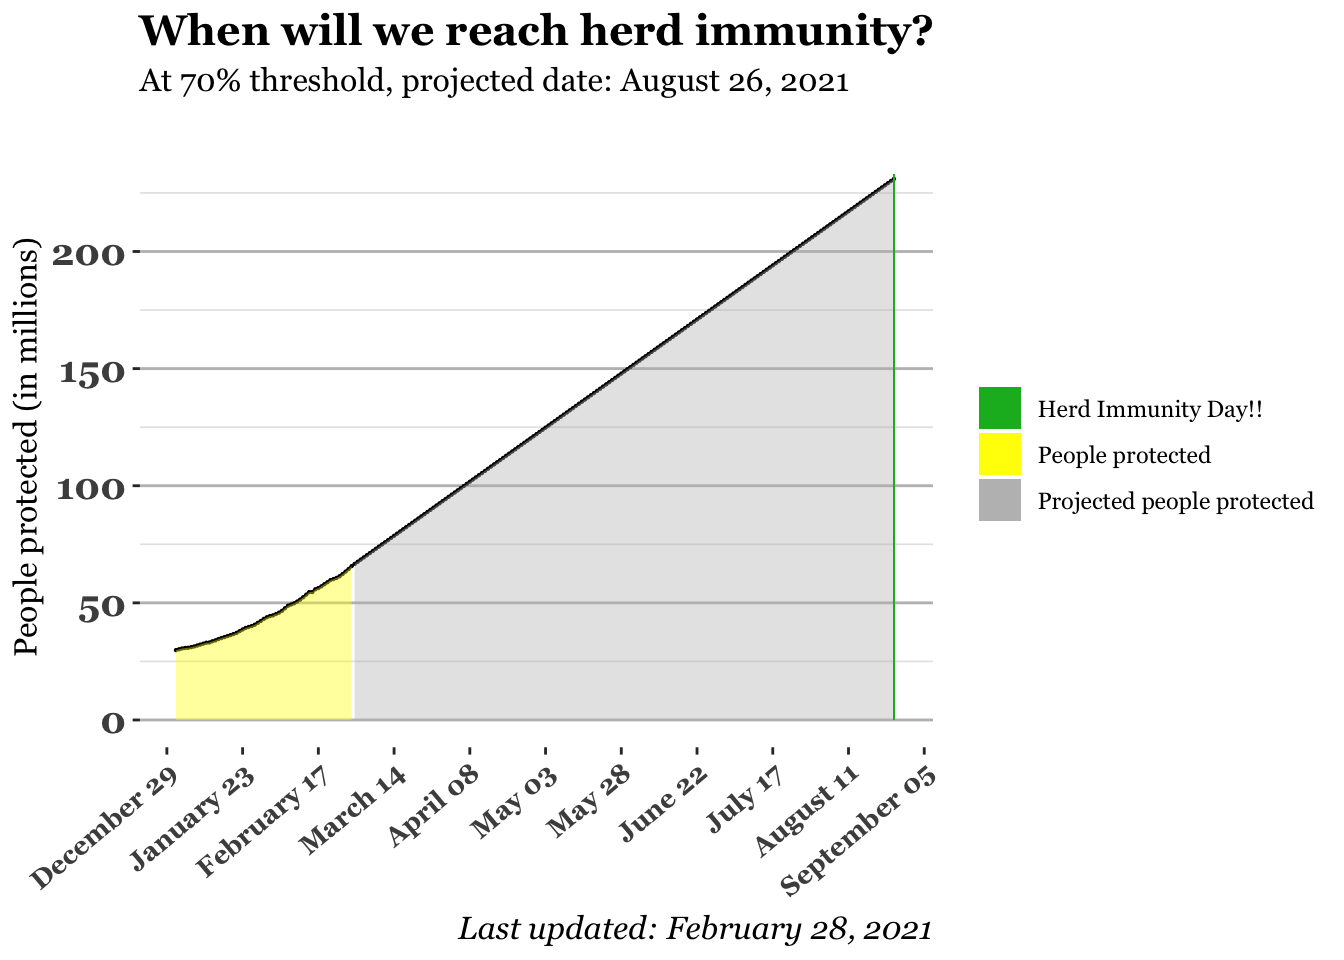 When will we reach herd immunity?
At 70% threshold, projected date: August 26, 2021
People protected (in millions)
200
150
100
50
0
December 29
January 23
February 17
March 14
April 08
May 03
May 28
June 22
July 17
August 11
September 05
Herd Immunity Day!!
People protected
Projected people protected
Last updated: February 28, 2021